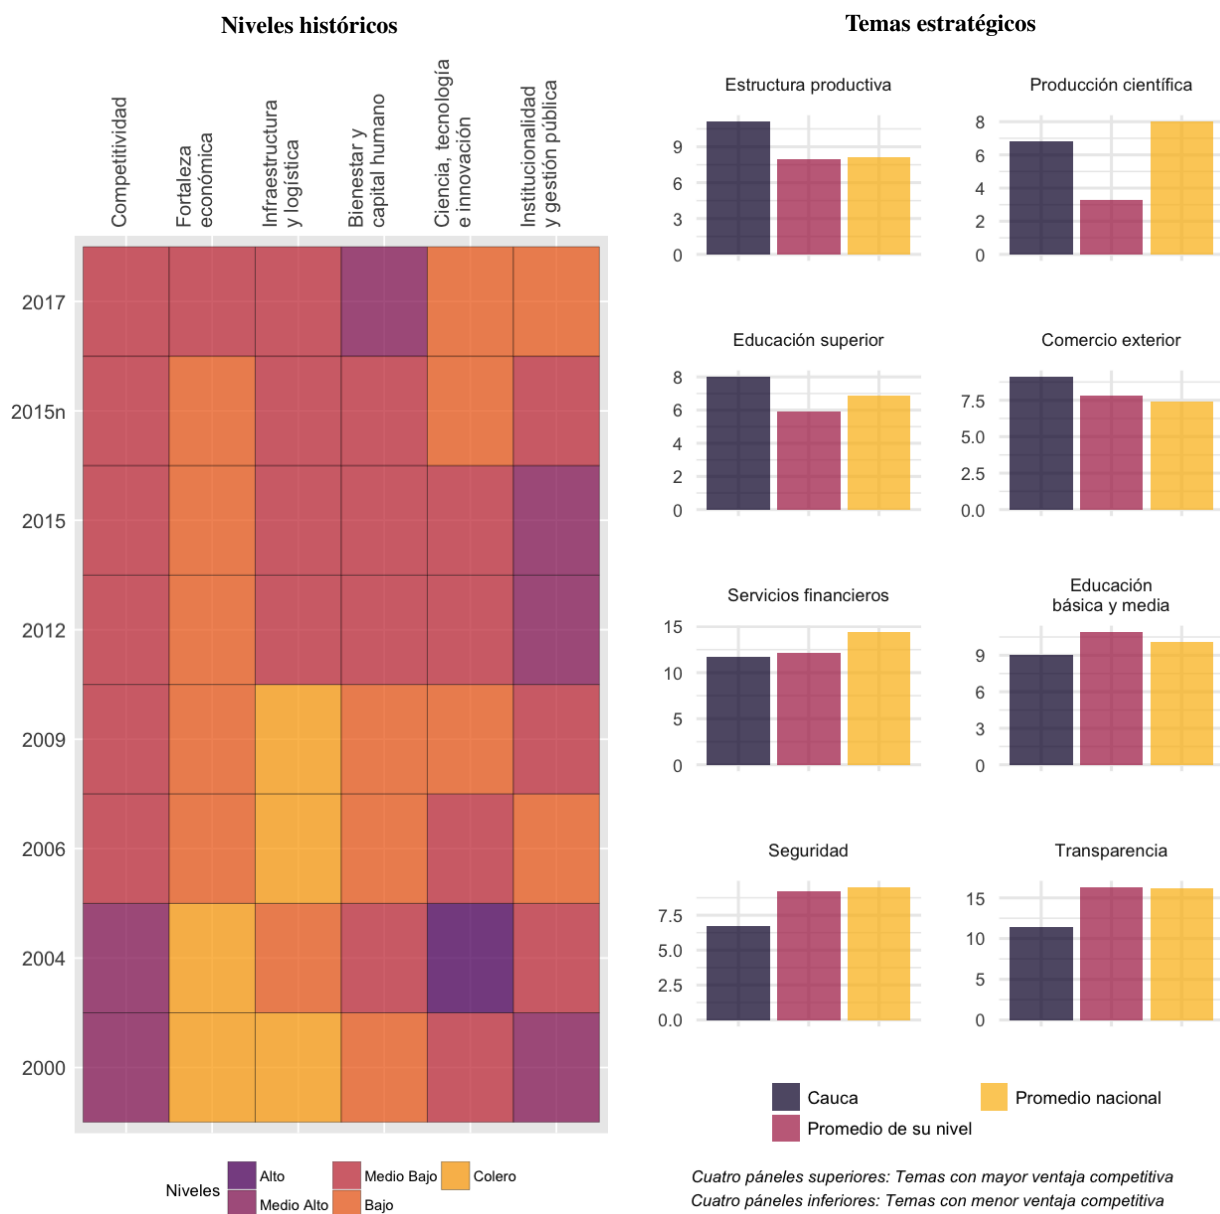 Niveles históricos
Competitividad
Fortaleza
económica
Infraestructura
y logística
Bienestar y
capital humano
Ciencia, tecnología
e innovación
Institucionalidad
y gestión pública
2017
2015n
2015
2012
2009
2006
2004
2000
Niveles
Alto
Medio Alto
Medio Bajo
Bajo
Colero
Temas estratégicos
Estructura productiva
9
6
3
0
Producción científica
8
6
4
2
0
Educación superior
8
6
4
2
0
Comercio exterior
7.5
5.0
2.5
0.0
Servicios financieros
15
10
5
0
Educación
básica y media
9
6
3
0
Seguridad
7.5
5.0
2.5
0.0
Transparencia
15
10
5
0
Cauca
Promedio de su nivel
Promedio nacional
Cuatro páneles superiores: Temas con mayor ventaja competitiva
Cuatro páneles inferiores: Temas con menor ventaja competitiva